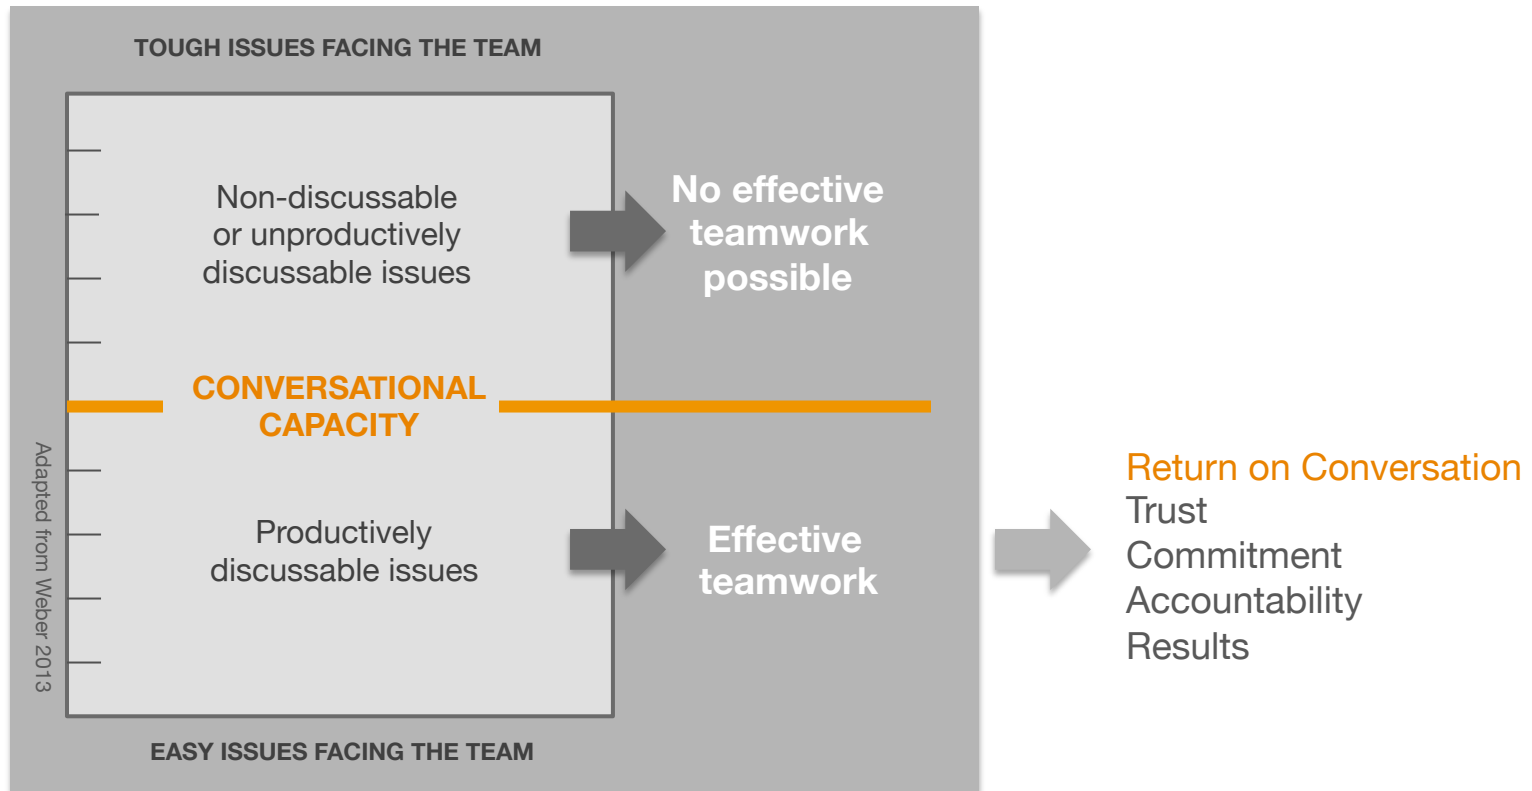 TOUGH ISSUES FACING THE TEAM
Non-discussable
or unproductively
discussable issues
No effective
teamwork
possible
CONVERSATIONAL
CAPACITY
Productively
discussable issues
Effective
teamwork
EASY ISSUES FACING THE TEAM
Adapted from Weber 2013
Return on Conversation
Trust
Commitment
Accountability
Results